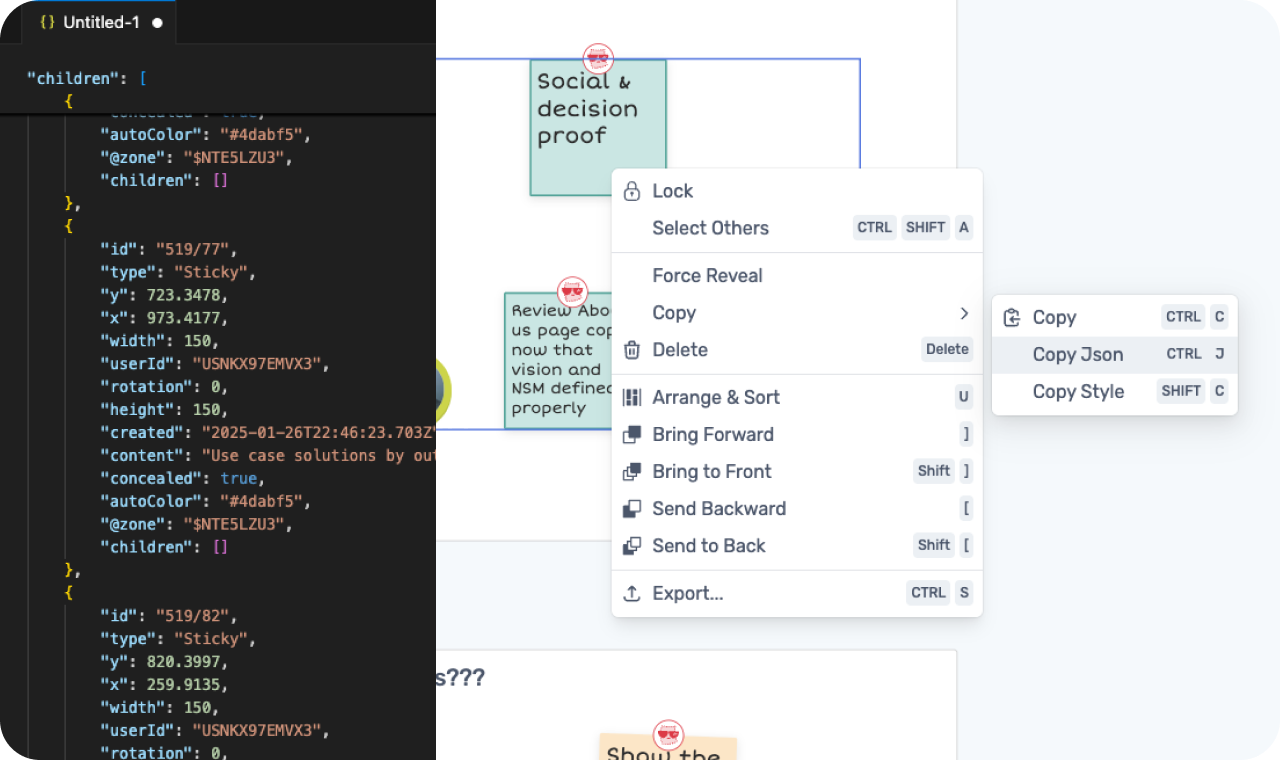 {} Untitled-1 ●
"children": [
{
"concealed": true,
"autoColor": "#4dabf5",
"@zone": "$NTE5LZU3",
"children": []
},
{
"id": "519/77",
"type": "Sticky",
"y": 723.3478,
"x": 973.4177,
"width": 150,
"userId": "USNKX97EMVX3",
"rotation": 0,
"height": 150,
"created": "2025-01-26T22:46:23.703Z"
"content": "Use case solutions by out
"concealed": true,
"autoColor": "#4dabf5",
"@zone": "$NTE5LZU3",
"children": []
},
{
"id": "519/82",
"type": "Sticky",
"y": 820.3997,
"x": 259.9135,
"width": 150,
"userId": "USNKX97EMVX3",
"rotation": 0,
Social &
decision
proof
Review Abo
us page cop
now that
vision and
NSM defined
properly
Lock
Select Others CTRL SHIFT A
Force Reveal
Copy
Delete Delete
Arrange & Sort U
Bring Forward ]
Bring to Front Shift ]
Send Backward [
Send to Back Shift [
Export... CTRL S
Copy CTRL C
Copy Json CTRL J
Copy Style SHIFT C
s???
Show the